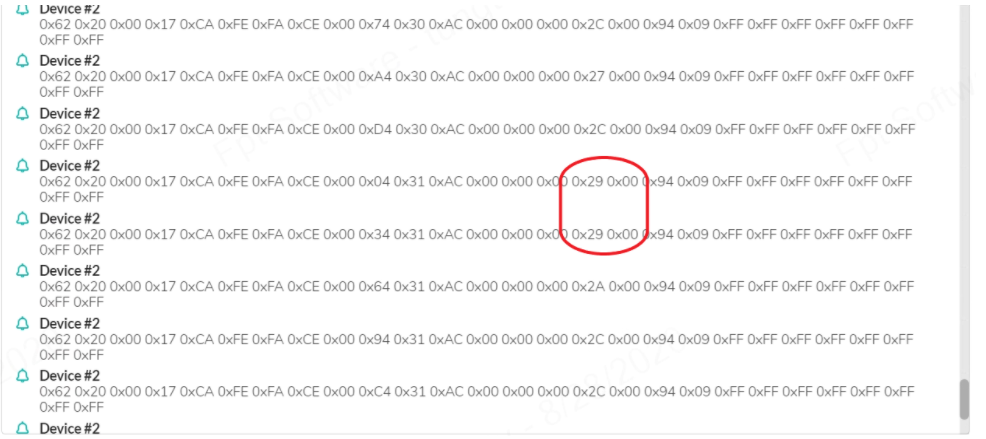 Device #2
0x62 0x20 0x00 0x17 0xCA 0xFE 0xFA 0xCE 0x00 0x74 0x30 0xAC 0x00 0x00 0x00 0x2C 0x00 0x94 0x09 0xFF 0xFF 0xFF 0xFF 0xFF 0xFF
0xFF 0xFF
Device #2
0x62 0x20 0x00 0x17 0xCA 0xFE 0xFA 0xCE 0x00 0xA4 0x30 0xAC 0x00 0x00 0x00 0x27 0x00 0x94 0x09 0xFF 0xFF 0xFF 0xFF 0xFF 0xFF
0xFF 0xFF
Device #2
0x62 0x20 0x00 0x17 0xCA 0xFE 0xFA 0xCE 0x00 0xD4 0x30 0xAC 0x00 0x00 0x00 0x2C 0x00 0x94 0x09 0xFF 0xFF 0xFF 0xFF 0xFF 0xFF
0xFF 0xFF
Device #2
0x62 0x20 0x00 0x17 0xCA 0xFE 0xFA 0xCE 0x00 0x04 0x31 0xAC 0x00 0x00 0x00 0x29 0x00 0x94 0x09 0xFF 0xFF 0xFF 0xFF 0xFF 0xFF
0xFF 0xFF
Device #2
0x62 0x20 0x00 0x17 0xCA 0xFE 0xFA 0xCE 0x00 0x34 0x31 0xAC 0x00 0x00 0x00 0x29 0x00 0x94 0x09 0xFF 0xFF 0xFF 0xFF 0xFF 0xFF
0xFF 0xFF
Device #2
0x62 0x20 0x00 0x17 0xCA 0xFE 0xFA 0xCE 0x00 0x64 0x31 0xAC 0x00 0x00 0x00 0x2A 0x00 0x94 0x09 0xFF 0xFF 0xFF 0xFF 0xFF 0xFF
0xFF 0xFF
Device #2
0x62 0x20 0x00 0x17 0xCA 0xFE 0xFA 0xCE 0x00 0x94 0x31 0xAC 0x00 0x00 0x00 0x2C 0x00 0x94 0x09 0xFF 0xFF 0xFF 0xFF 0xFF 0xFF
0xFF 0xFF
Device #2
0x62 0x20 0x00 0x17 0xCA 0xFE 0xFA 0xCE 0x00 0xC4 0x31 0xAC 0x00 0x00 0x00 0x2C 0x00 0x94 0x09 0xFF 0xFF 0xFF 0xFF 0xFF 0xFF
0xFF 0xFF
Device #2